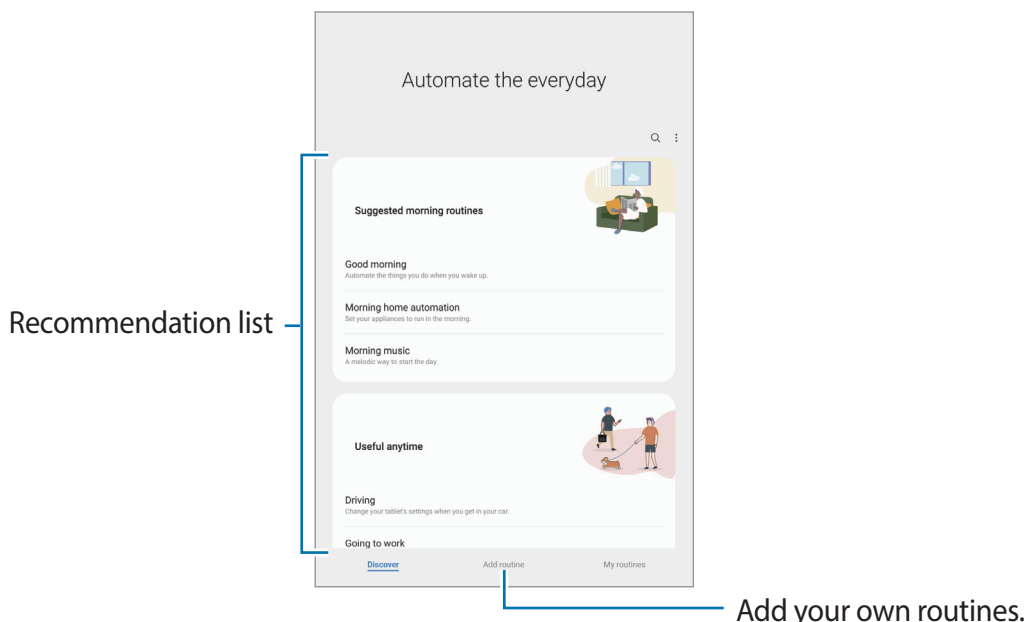 Automate the everyday
Suggested morning routines
Good morning
Automate the things you do when you wake up.
Morning home automation
Set your appliances to run in the morning.
Recommendation list
Morning music
A melodic way to start the day.
Useful anytime
Driving
Change your tablet's settings when you get in your car.
Going to work
Discover
Add routine
My routines
Add your own routines.